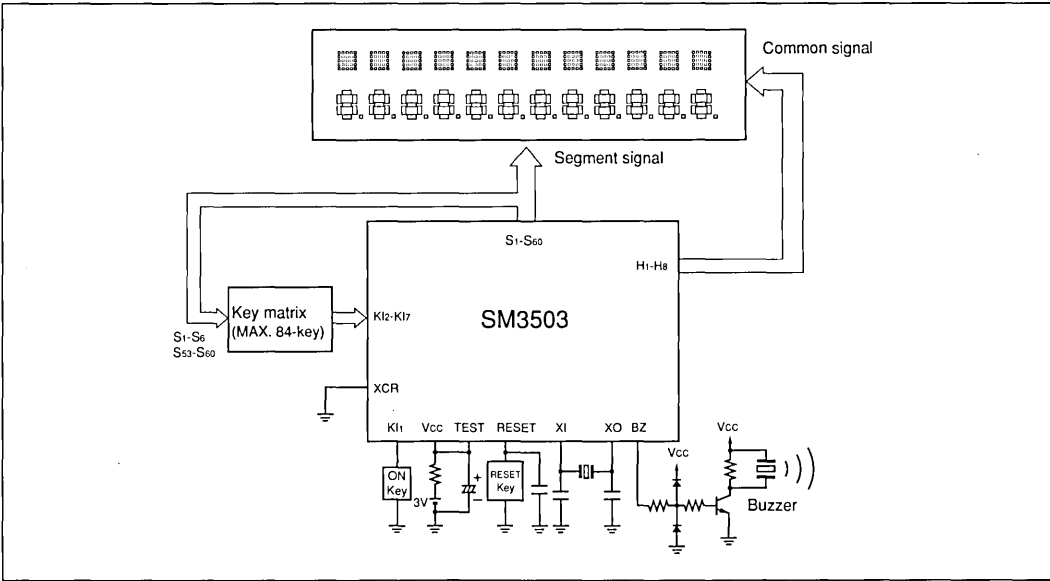 Common signal
Segment signal
S1-S60
H1-H8
SM3503
Key matrix
(MAX. 84-key)
KI2-KI7
S1-S6
S53-S60
XCR
KI1
Vcc
TEST
RESET
XI
XO
BZ
ON
Key
3V
+
−
RESET
Key
Vcc
Vcc
Buzzer